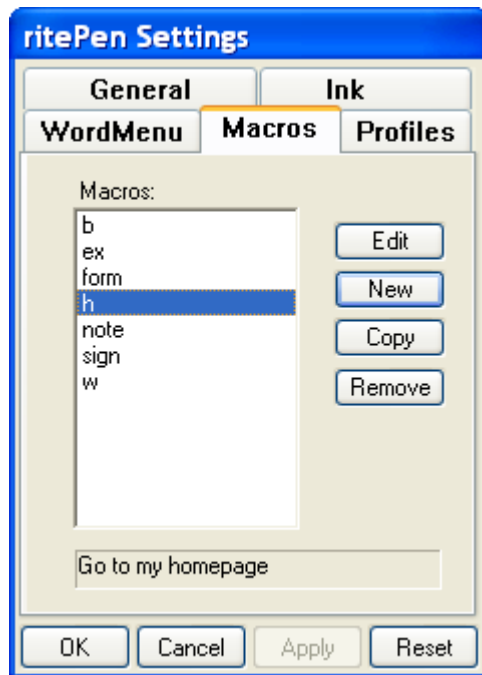 ritePen Settings
General Ink
WordMenu Macros Profiles
Macros:
b
ex
form
h
note
sign
w
Edit
New
Copy
Remove
Go to my homepage
OK Cancel Apply Reset